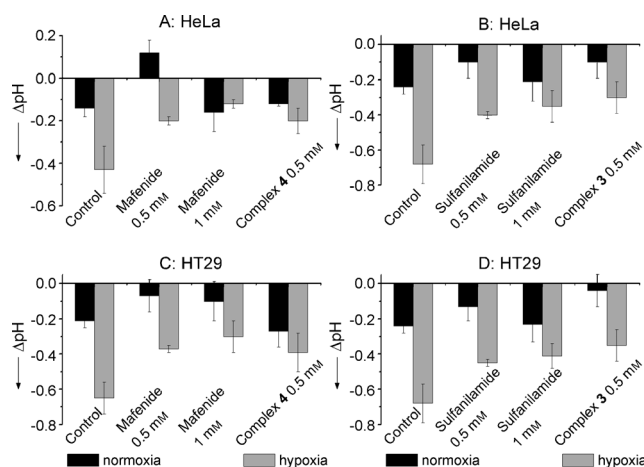 A: HeLa
0.2
0.0
-0.2
-0.4
-0.6
ΔpH
Control
Mafenide
0.5 mM
Mafenide
1 mM
Complex 4 0.5 mM
B: HeLa
0.0
-0.2
-0.4
-0.6
-0.8
ΔpH
Control
Sulfanilamide
0.5 mM
Sulfanilamide
1 mM
Complex 3 0.5 mM
C: HT29
0.0
-0.2
-0.4
-0.6
-0.8
ΔpH
Control
Mafenide
0.5 mM
Mafenide
1 mM
Complex 4 0.5 mM
D: HT29
0.0
-0.2
-0.4
-0.6
-0.8
ΔpH
Control
Sulfanilamide
0.5 mM
Sulfanilamide
1 mM
Complex 3 0.5 mM
normoxia
hypoxia
normoxia
hypoxia